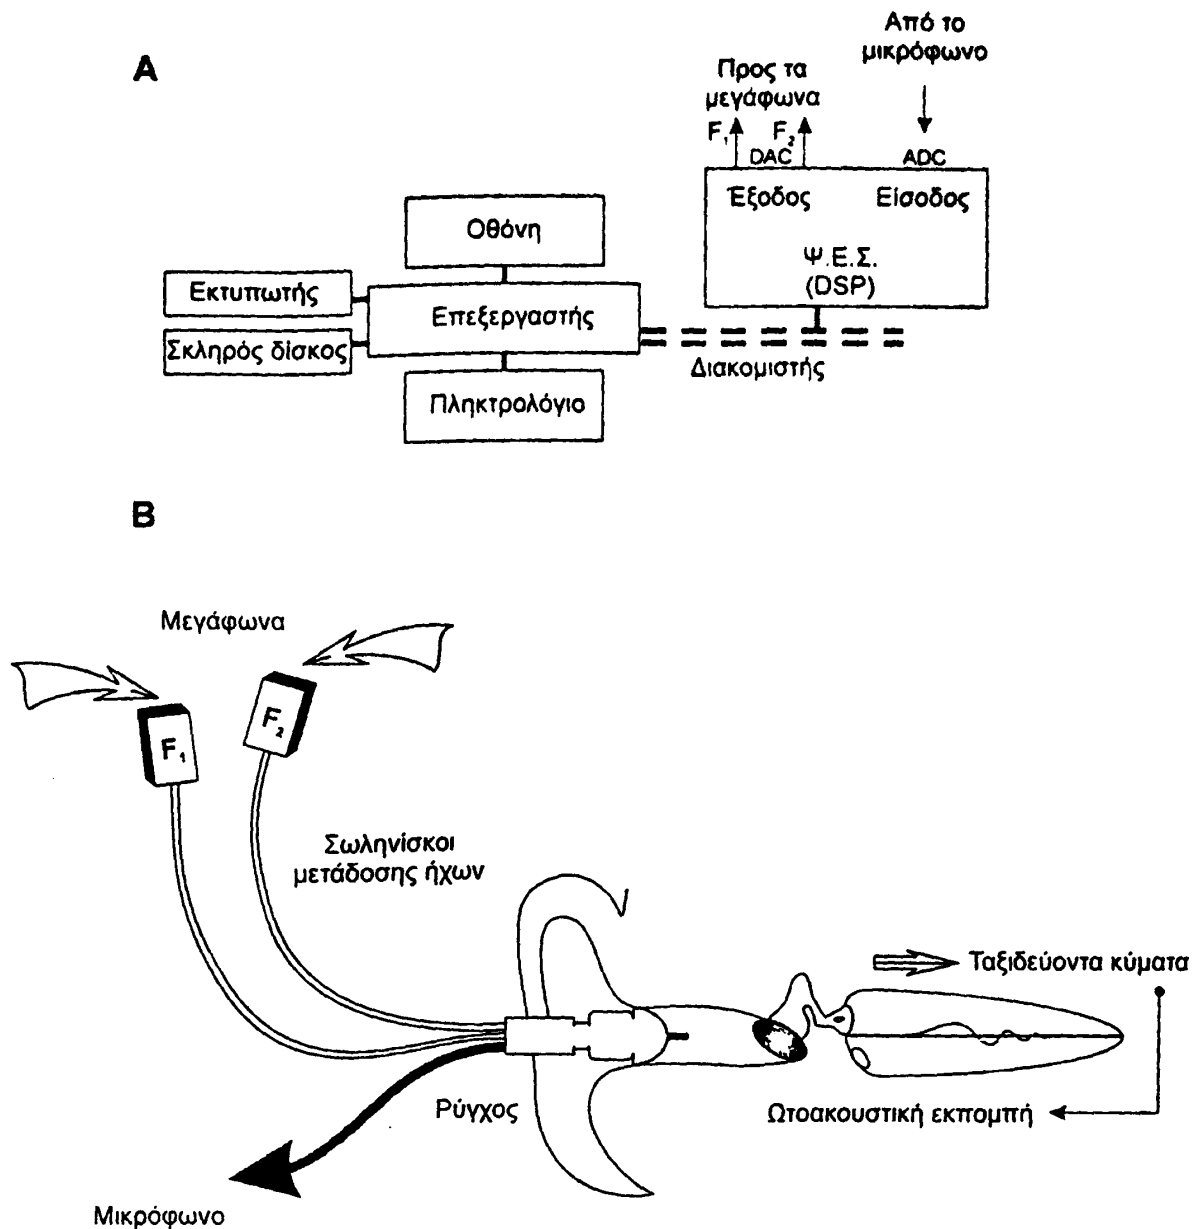 A
Από το
μικρόφωνο
Προς τα
μεγάφωνα
F₁ F₂
DAC
ADC
Έξοδος
Είσοδος
Ψ.Ε.Σ.
(DSP)
Οθόνη
Εκτυπωτής
Επεξεργαστής
Σκληρός δίσκος
Διακομιστής
Πληκτρολόγιο
B
Μεγάφωνα
F₁
F₂
Σωληνίσκοι
μετάδοσης ήχων
Ταξιδεύοντα κύματα
Ρύγχος
Ωτοακουστική εκπομπή
Μικρόφωνο